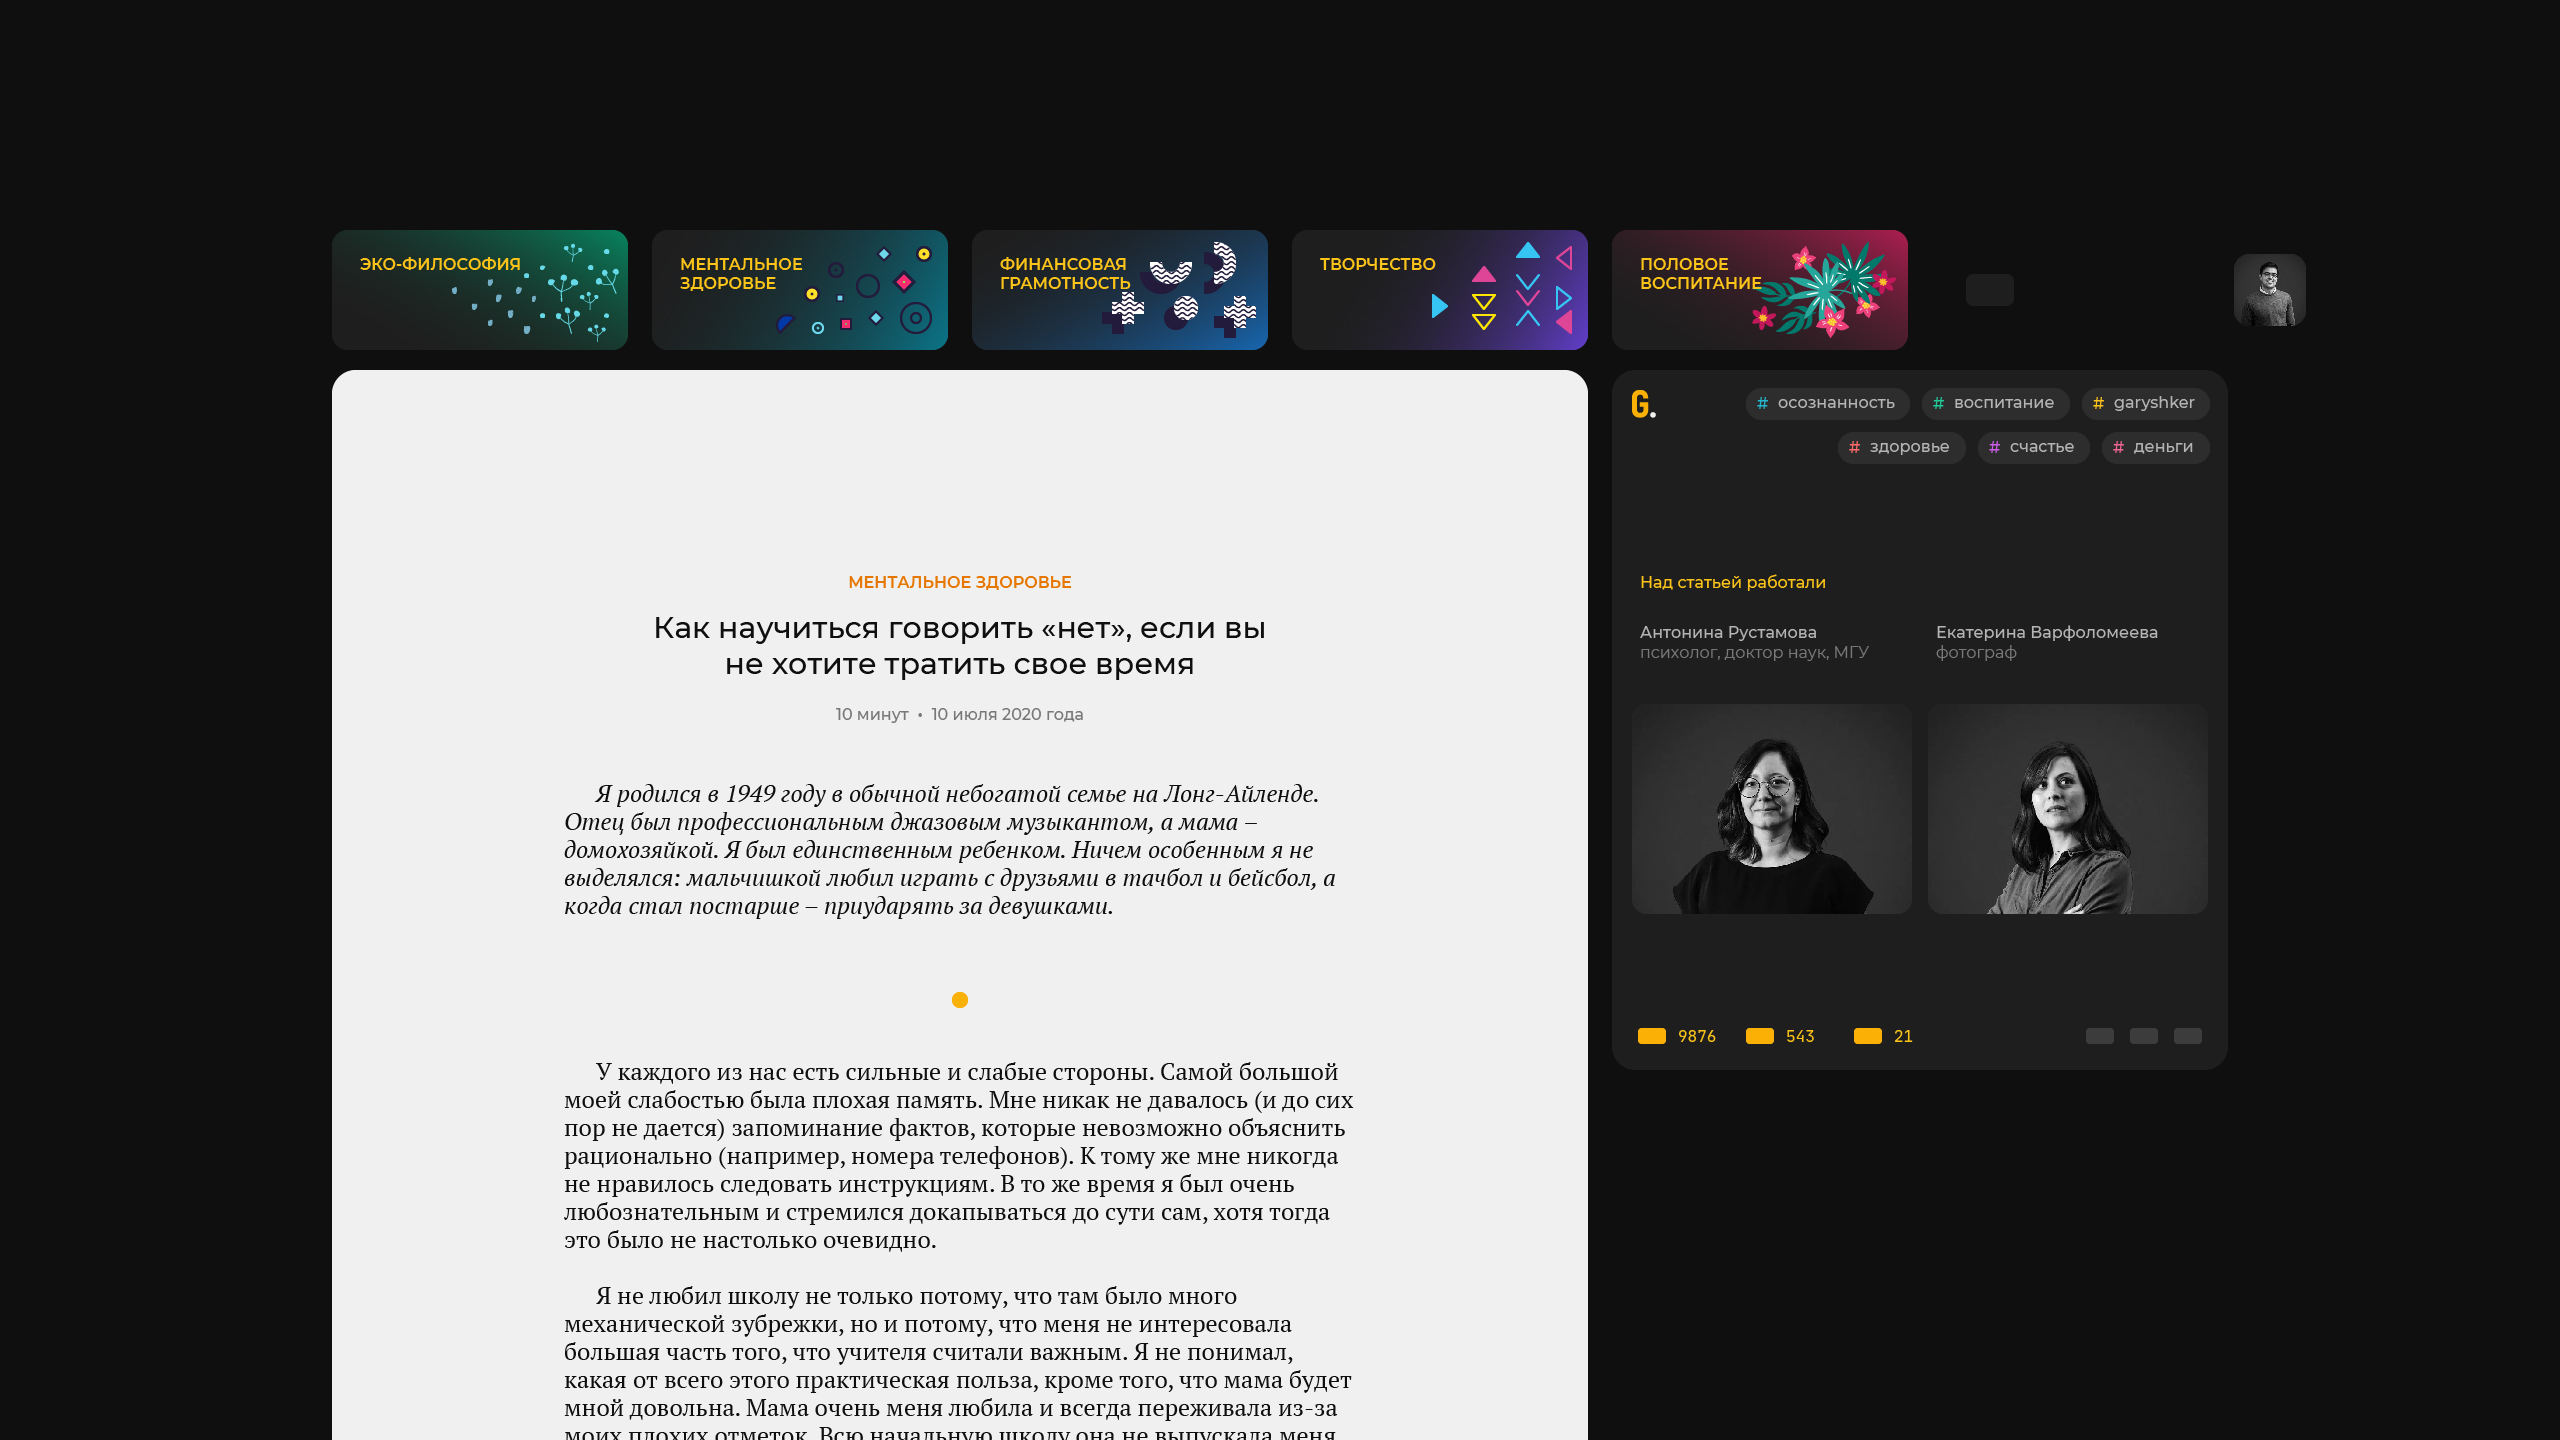 ЭКО-ФИЛОСОФИЯ
МЕНТАЛЬНОЕ
ЗДОРОВЬЕ
ФИНАНСОВАЯ
ГРАМОТНОСТЬ
ТВОРЧЕСТВО
ПОЛОВОЕ
ВОСПИТАНИЕ
МЕНТАЛЬНОЕ ЗДОРОВЬЕ
Как научиться говорить «нет», если вы
не хотите тратить свое время
10 минут • 10 июля 2020 года
Я родился в 1949 году в обычной небогатой семье на Лонг-Айленде.
Отец был профессиональным джазовым музыкантом, а мама –
домохозяйкой. Я был единственным ребенком. Ничем особенным я не
выделялся: мальчишкой любил играть с друзьями в тачбол и бейсбол, а
когда стал постарше – приударять за девушками.
У каждого из нас есть сильные и слабые стороны. Самой большой
моей слабостью была плохая память. Мне никак не давалось (и до сих
пор не дается) запоминание фактов, которые невозможно объяснить
рационально (например, номера телефонов). К тому же мне никогда
не нравилось следовать инструкциям. В то же время я был очень
любознательным и стремился докапываться до сути сам, хотя тогда
это было не настолько очевидно.
Я не любил школу не только потому, что там было много
механической зубрежки, но и потому, что меня не интересовала
большая часть того, что учителя считали важным. Я не понимал,
какая от всего этого практическая польза, кроме того, что мама будет
мной довольна. Мама очень меня любила и всегда переживала из-за
моих плохих отметок. Всю начальную школу она не выпускала меня
G.
# осознанность # воспитание # garyshker
# здоровье # счастье # деньги
Над статьей работали
Антонина Рустамова
психолог, доктор наук, МГУ
Екатерина Варфоломеева
фотограф
9876 543 21